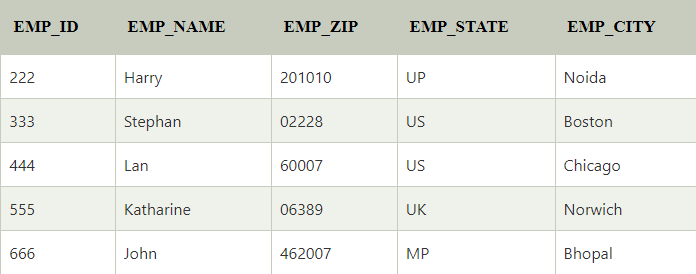 EMP_ID EMP_NAME EMP_ZIP EMP_STATE EMP_CITY
222 Harry 201010 UP Noida
333 Stephan 02228 US Boston
444 Lan 60007 US Chicago
555 Katharine 06389 UK Norwich
666 John 462007 MP Bhopal